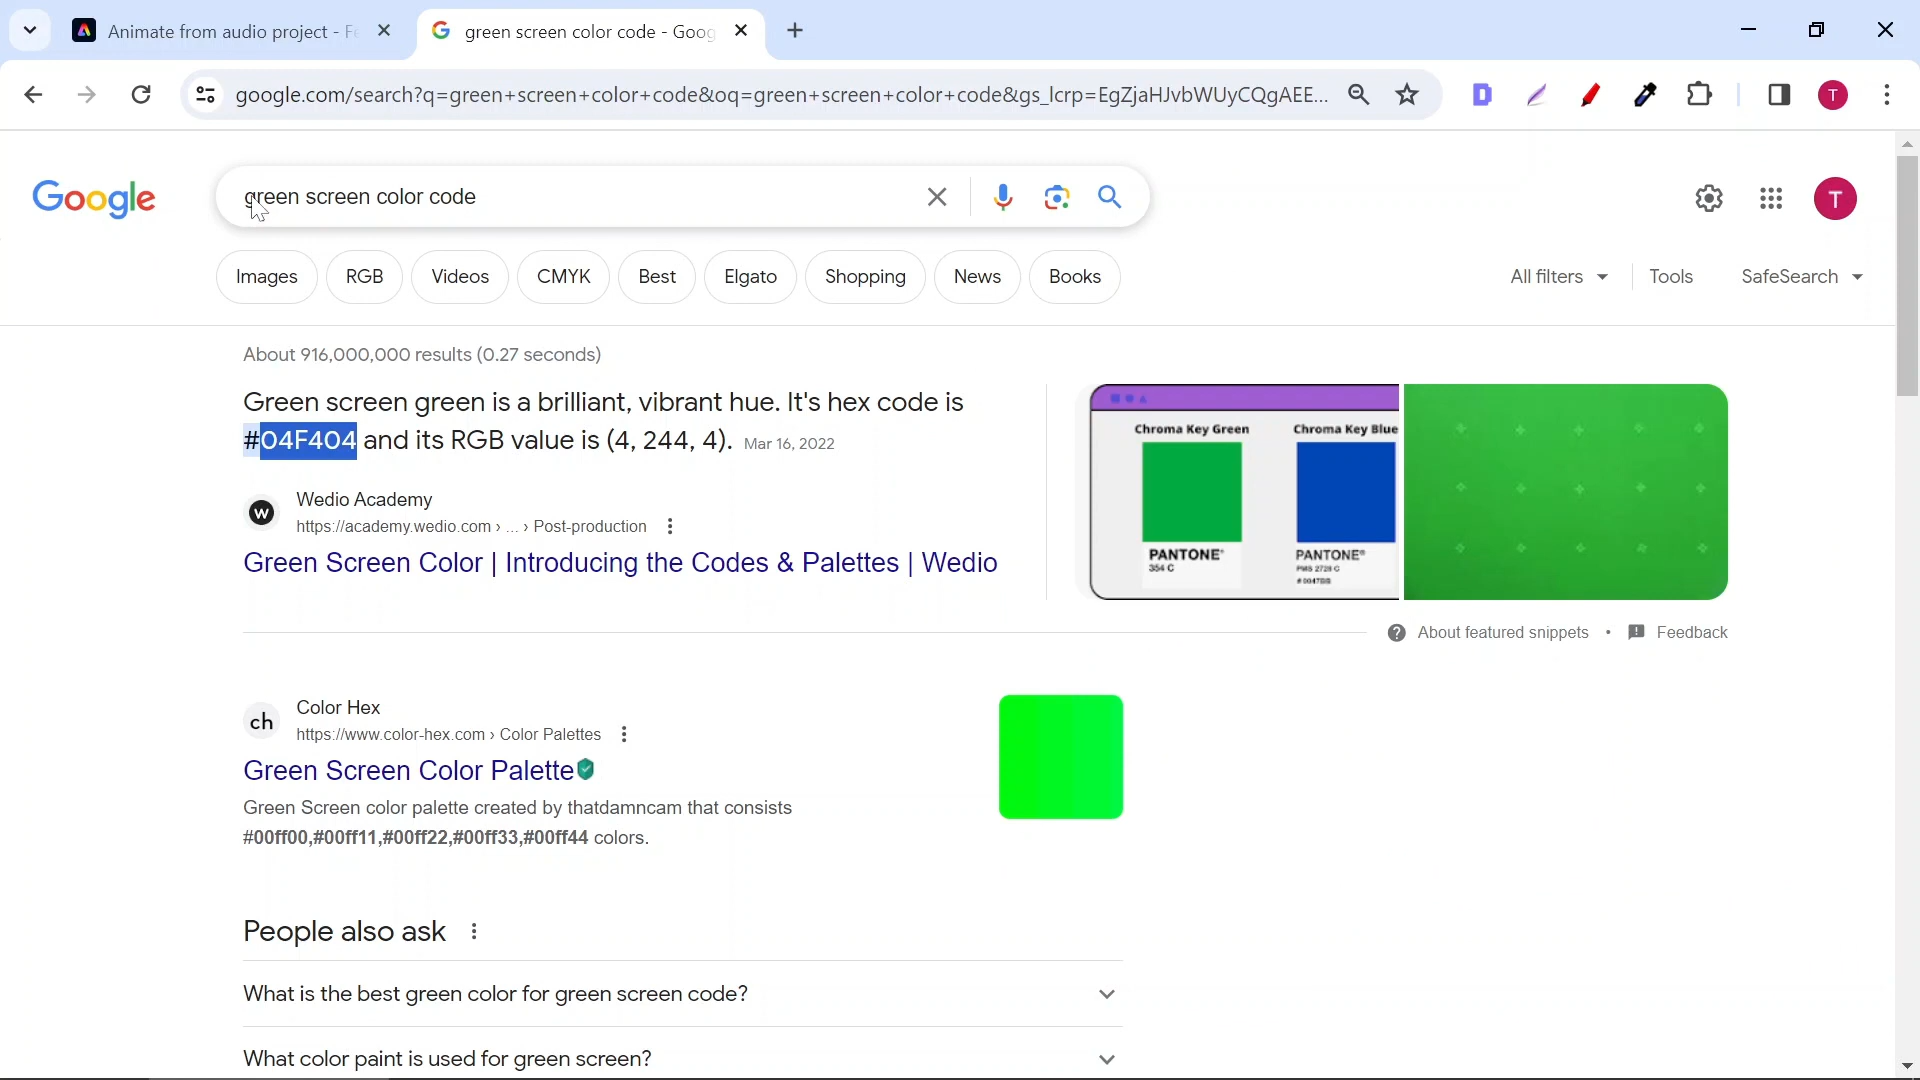 Animate from audio project - Fe
green screen color code - Goog
google.com/search?q=green+screen+color+code&oq=green+screen+color+code&gs_lcrp=EgZjaHJvbWUyCQgAEE...
T
Google
green screen color code
T
Images
RGB
Videos
CMYK
Best
Elgato
Shopping
News
Books
All filters
Tools
SafeSearch
About 916,000,000 results (0.27 seconds)
Green screen green is a brilliant, vibrant hue. It's hex code is
#04F404 and its RGB value is (4, 244, 4). Mar 16, 2022
Chroma Key Green
Chroma Key Blue
PANTONE®
354 C
PANTONE®
PMS 2728 C
#0047BB
W
Wedio Academy
https://academy.wedio.com › ... › Post-production
Green Screen Color | Introducing the Codes & Palettes | Wedio
About featured snippets
•
Feedback
ch
Color Hex
https://www.color-hex.com › Color Palettes
Green Screen Color Palette
Green Screen color palette created by thatdamncam that consists
#00ff00,#00ff11,#00ff22,#00ff33,#00ff44 colors.
People also ask
What is the best green color for green screen code?
What color paint is used for green screen?